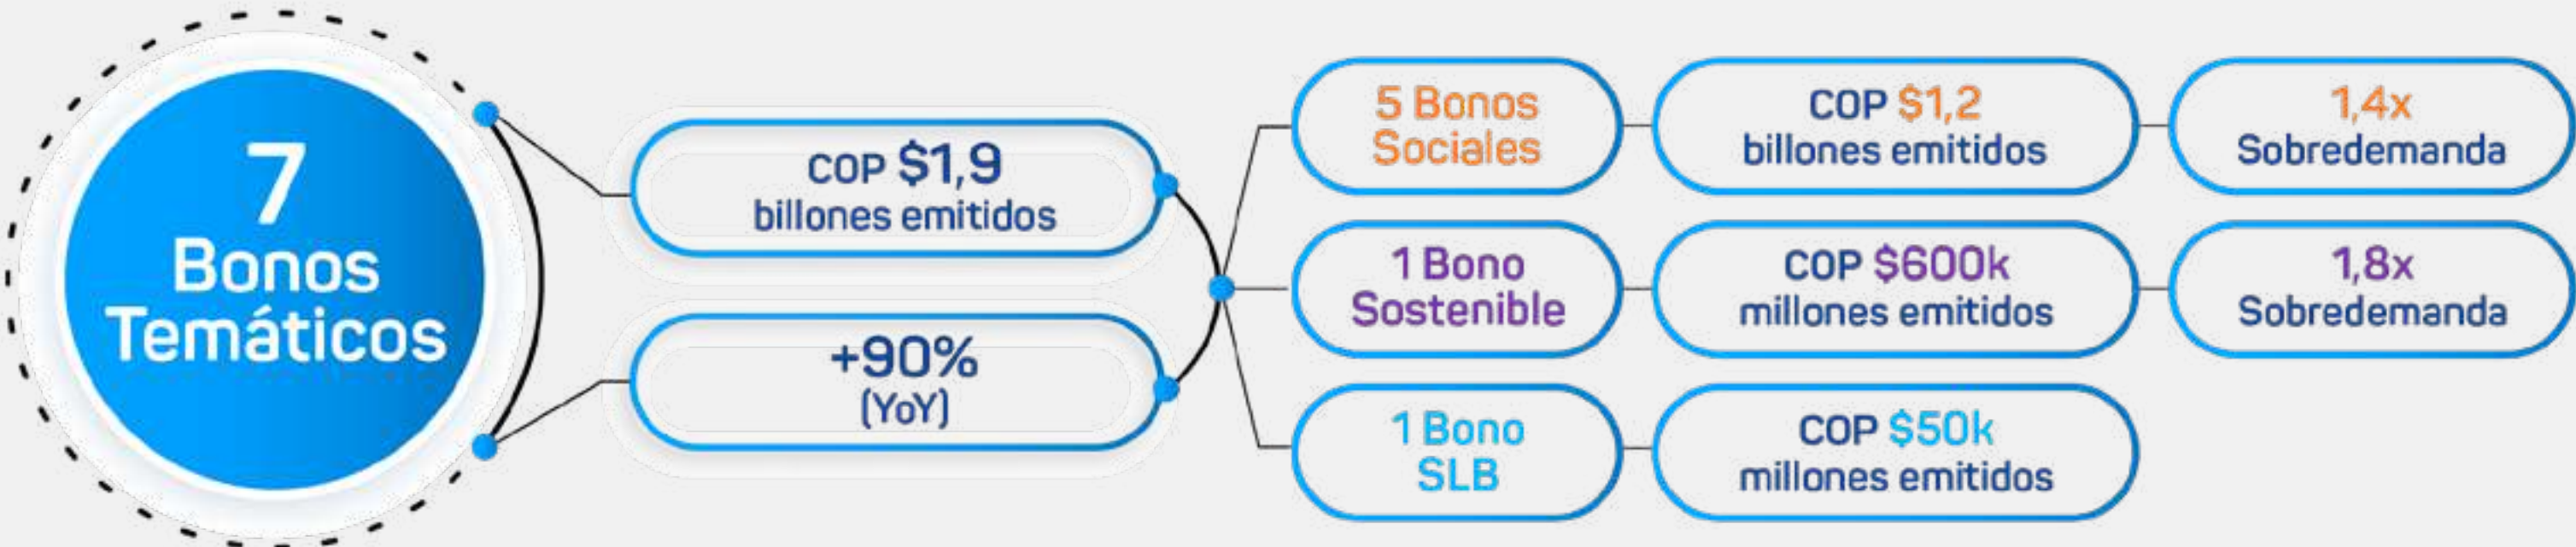 7
Bonos
Temáticos
COP $1,9
billones emitidos
+90%
(YoY)
5 Bonos
Sociales
COP $1,2
billones emitidos
1,4x
Sobredemanda
1 Bono
Sostenible
COP $600k
millones emitidos
1,8x
Sobredemanda
1 Bono
SLB
COP $50k
millones emitidos